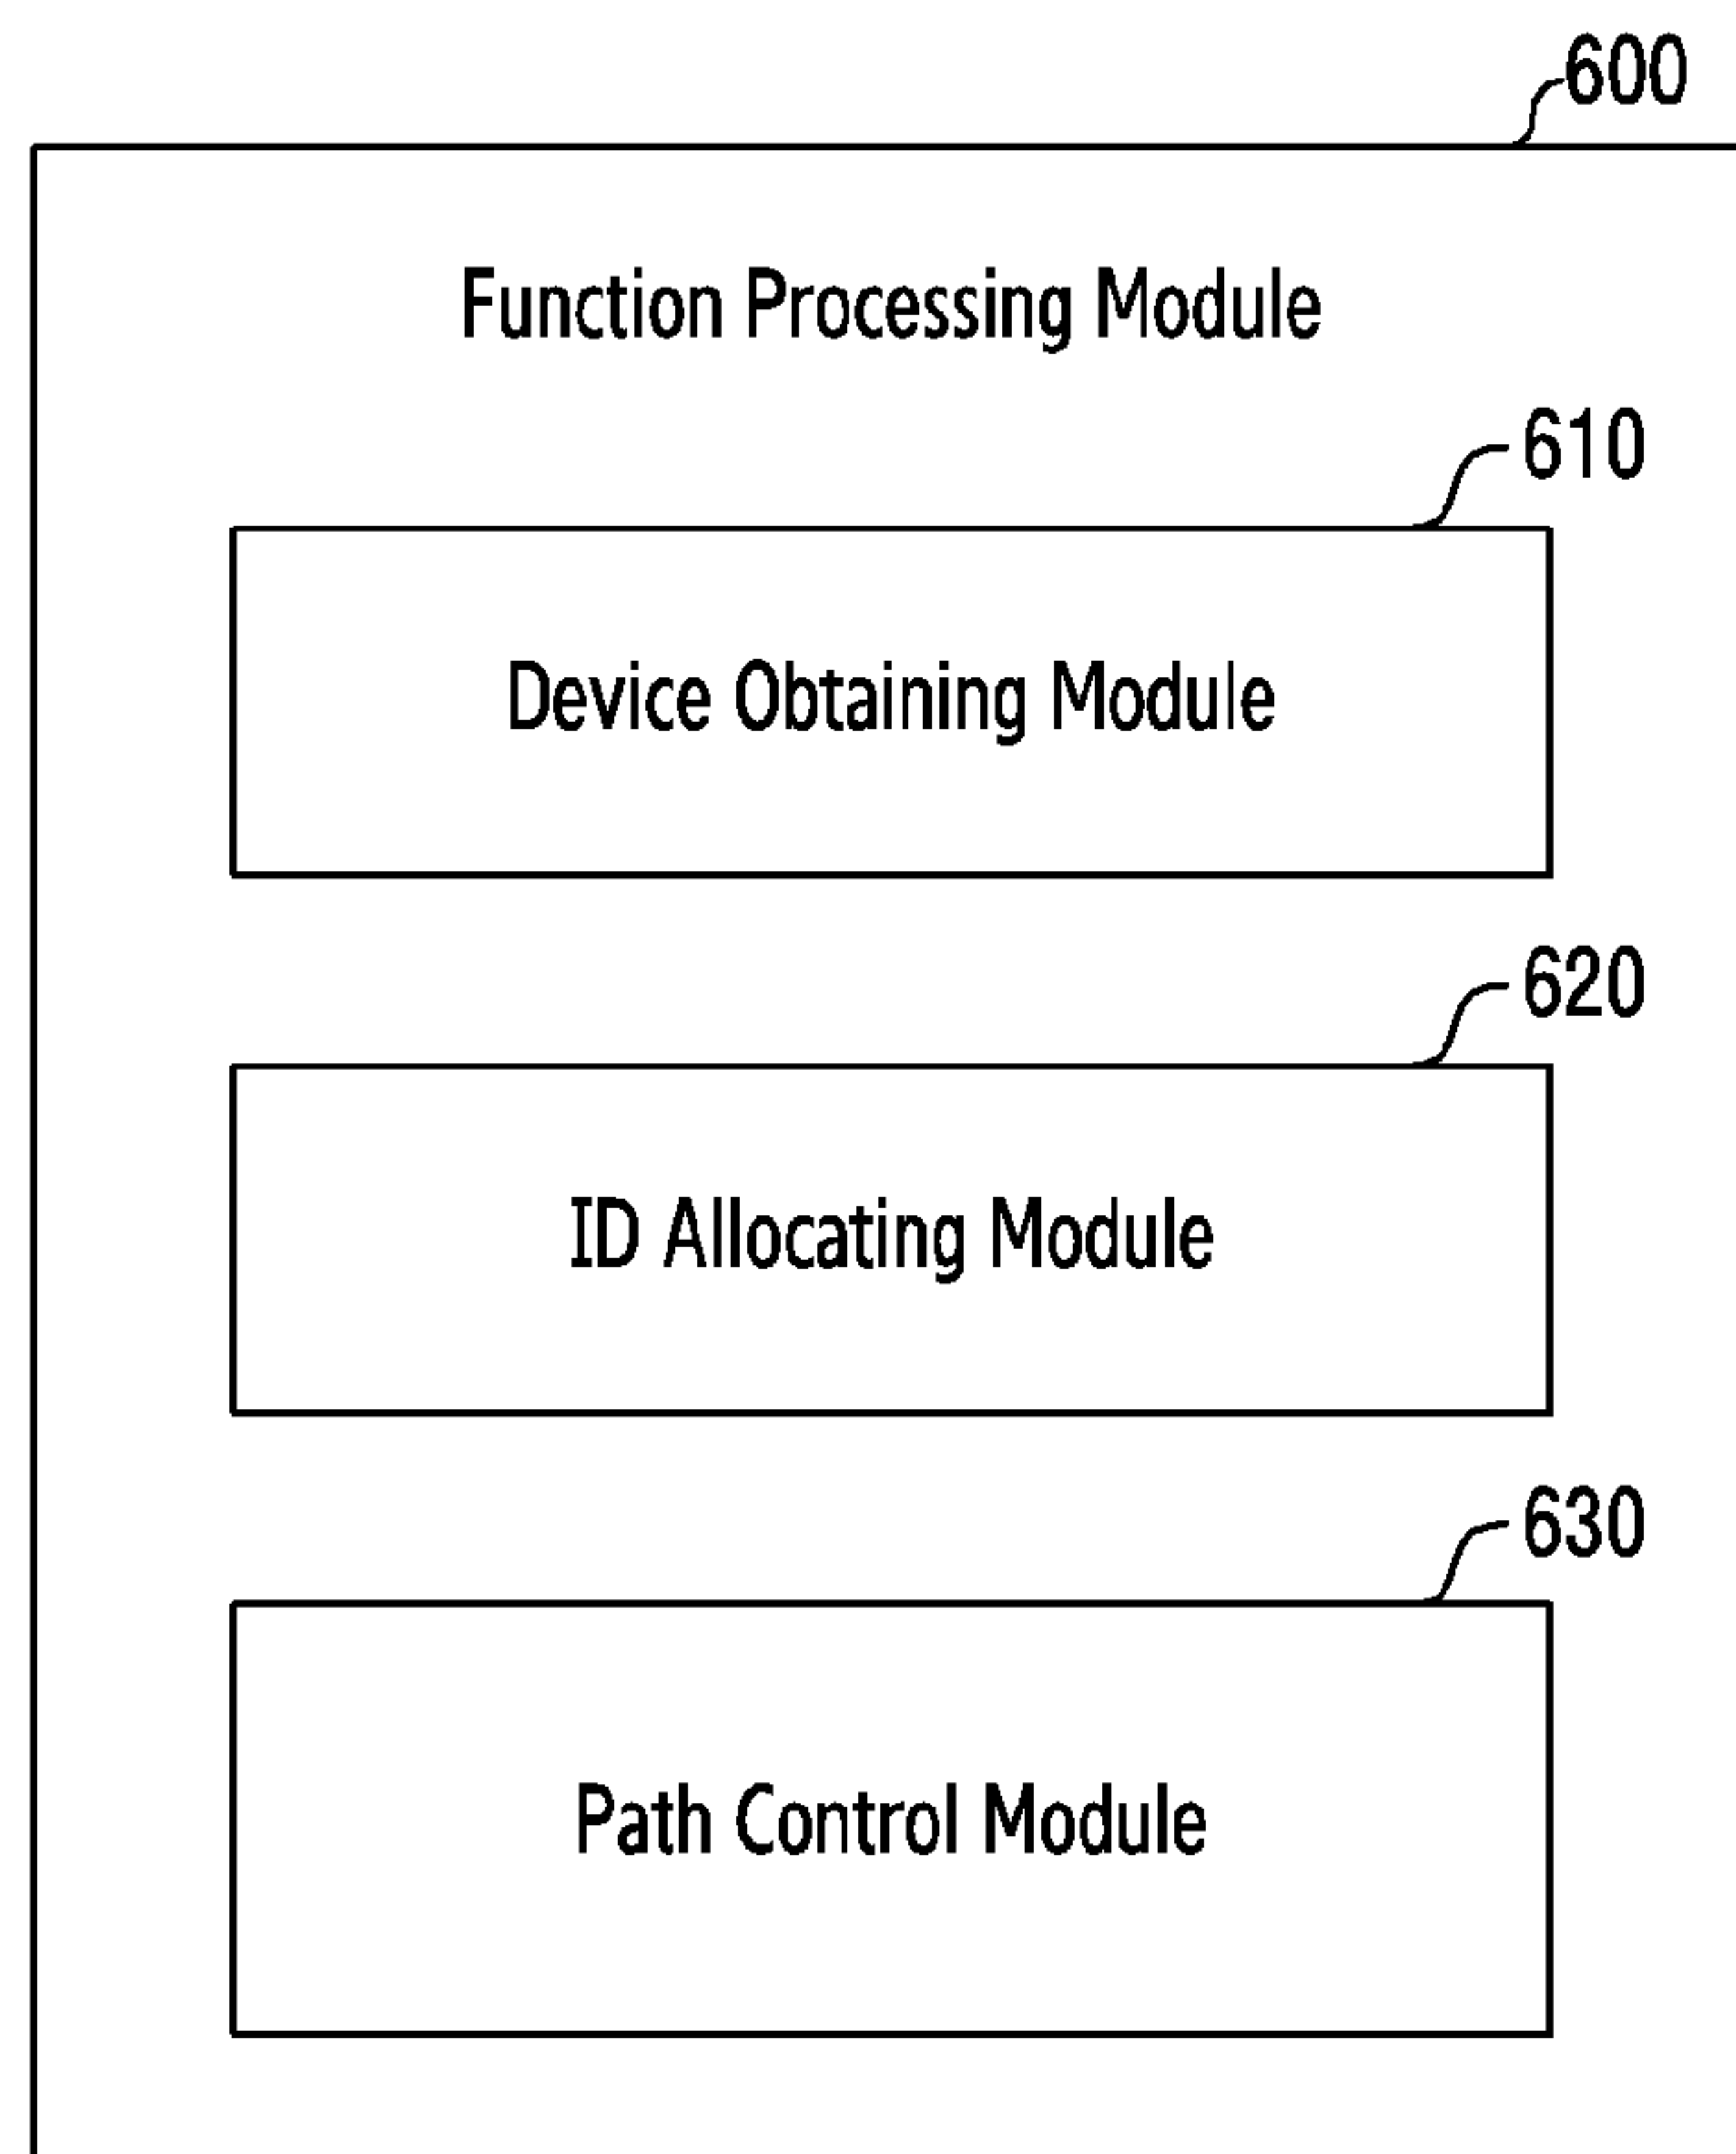 600
Function Processing Module
610
Device Obtaining Module
620
ID Allocating Module
630
Path Control Module